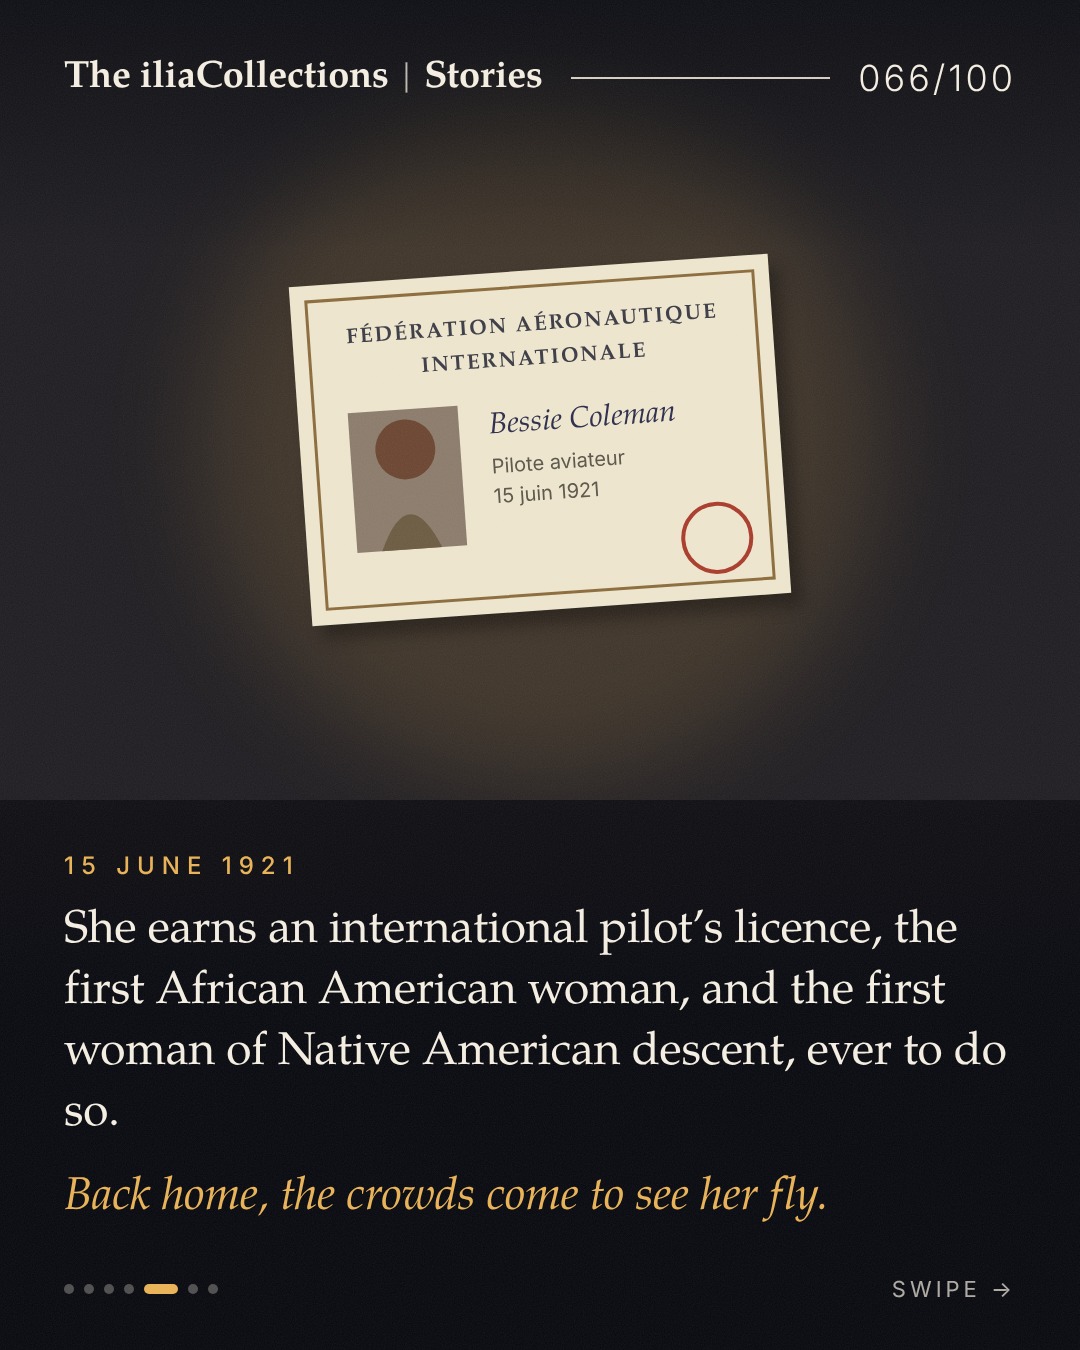 The iliaCollections | Stories 066/100
FÉDÉRATION AÉRONAUTIQUE
INTERNATIONALE
Bessie Coleman
Pilote aviateur
15 juin 1921
15 JUNE 1921
She earns an international pilot’s licence, the
first African American woman, and the first
woman of Native American descent, ever to do
so.
Back home, the crowds come to see her fly.
SWIPE →